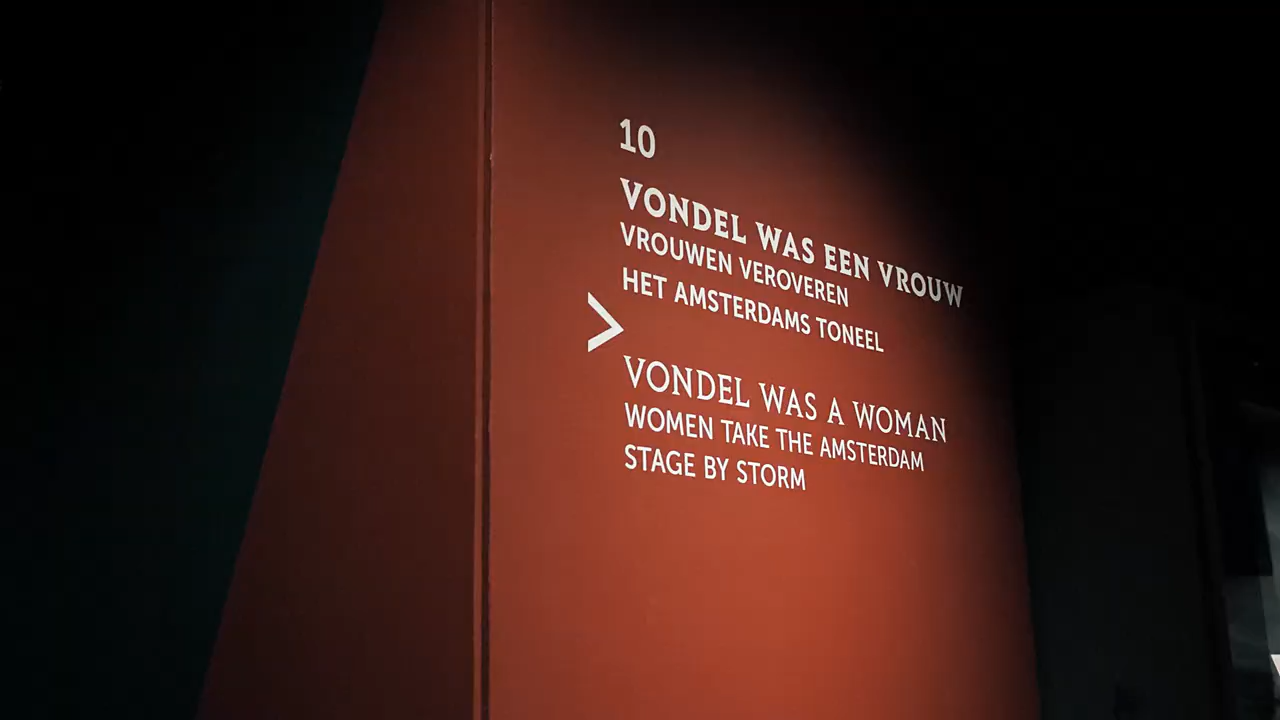 10
VONDEL WAS EEN VROUW
VROUWEN VEROVEREN
HET AMSTERDAMS TONEEL
>
VONDEL WAS A WOMAN
WOMEN TAKE THE AMSTERDAM
STAGE BY STORM